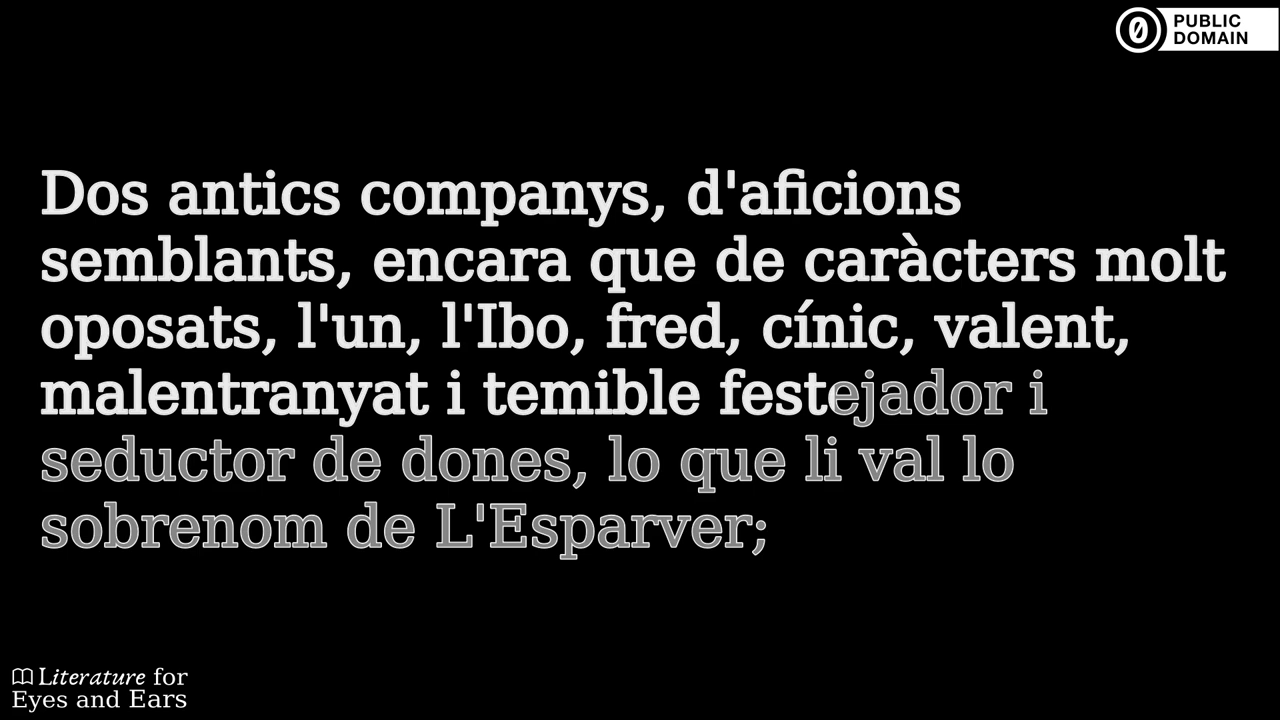 PUBLIC
DOMAIN
Dos antics companys, d'aficions
semblants, encara que de caràcters molt
oposats, l'un, l'Ibo, fred, cínic, valent,
malentranyat i temible festejador i
seductor de dones, lo que li val lo
sobrenom de L'Esparver;
Literature for
Eyes and Ears